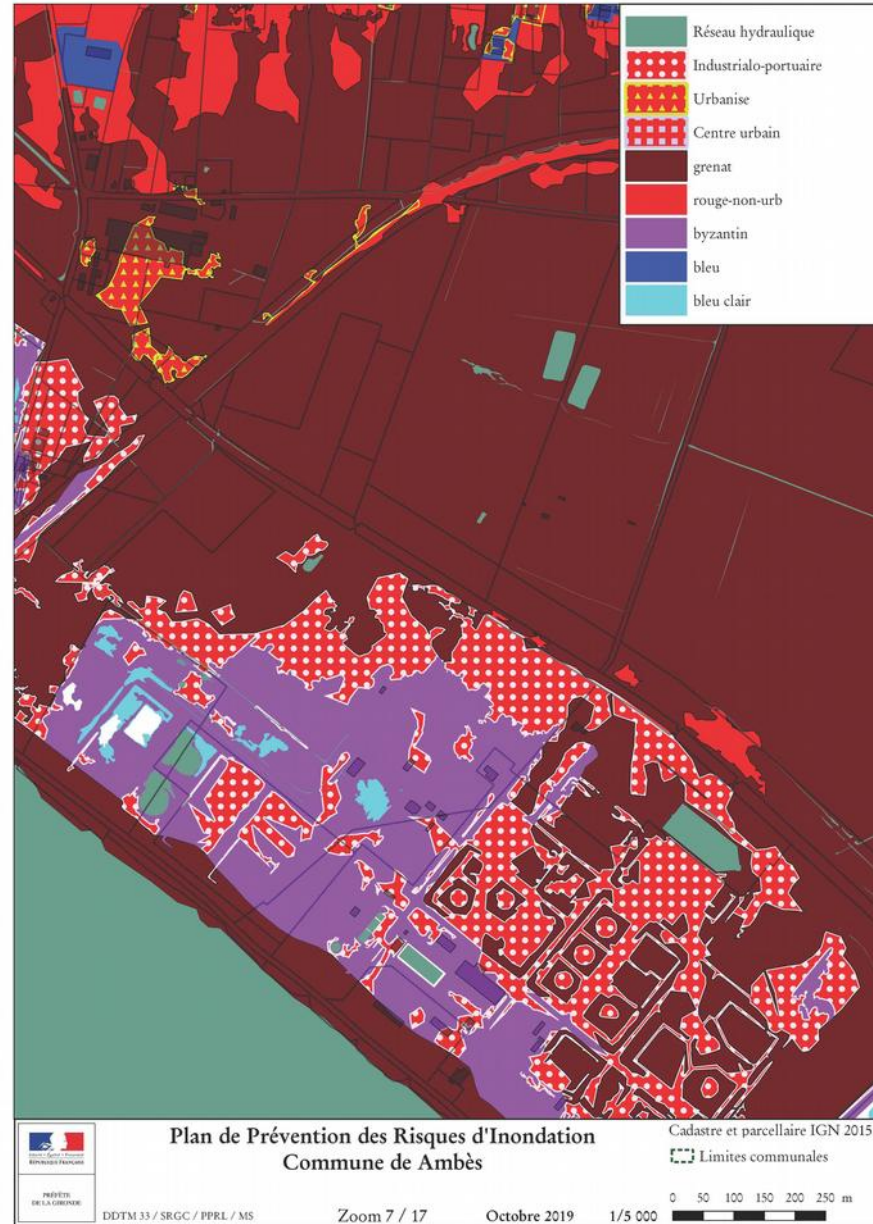 Réseau hydraulique
Industrialo-portuaire
Urbanise
Centre urbain
grenat
rouge-non-urb
byzantin
bleu
bleu clair
Plan de Prévention des Risques d'Inondation
Commune de Ambès
RÉPUBLIQUE FRANÇAISE
PRÉFÈTE
DE LA GIRONDE
DDTM 33 / SRGC / PPRL / MS
Zoom 7 / 17
Octobre 2019
1/5 000
Cadastre et parcellaire IGN 2015
Limites communales
0 50 100 150 200 250 m